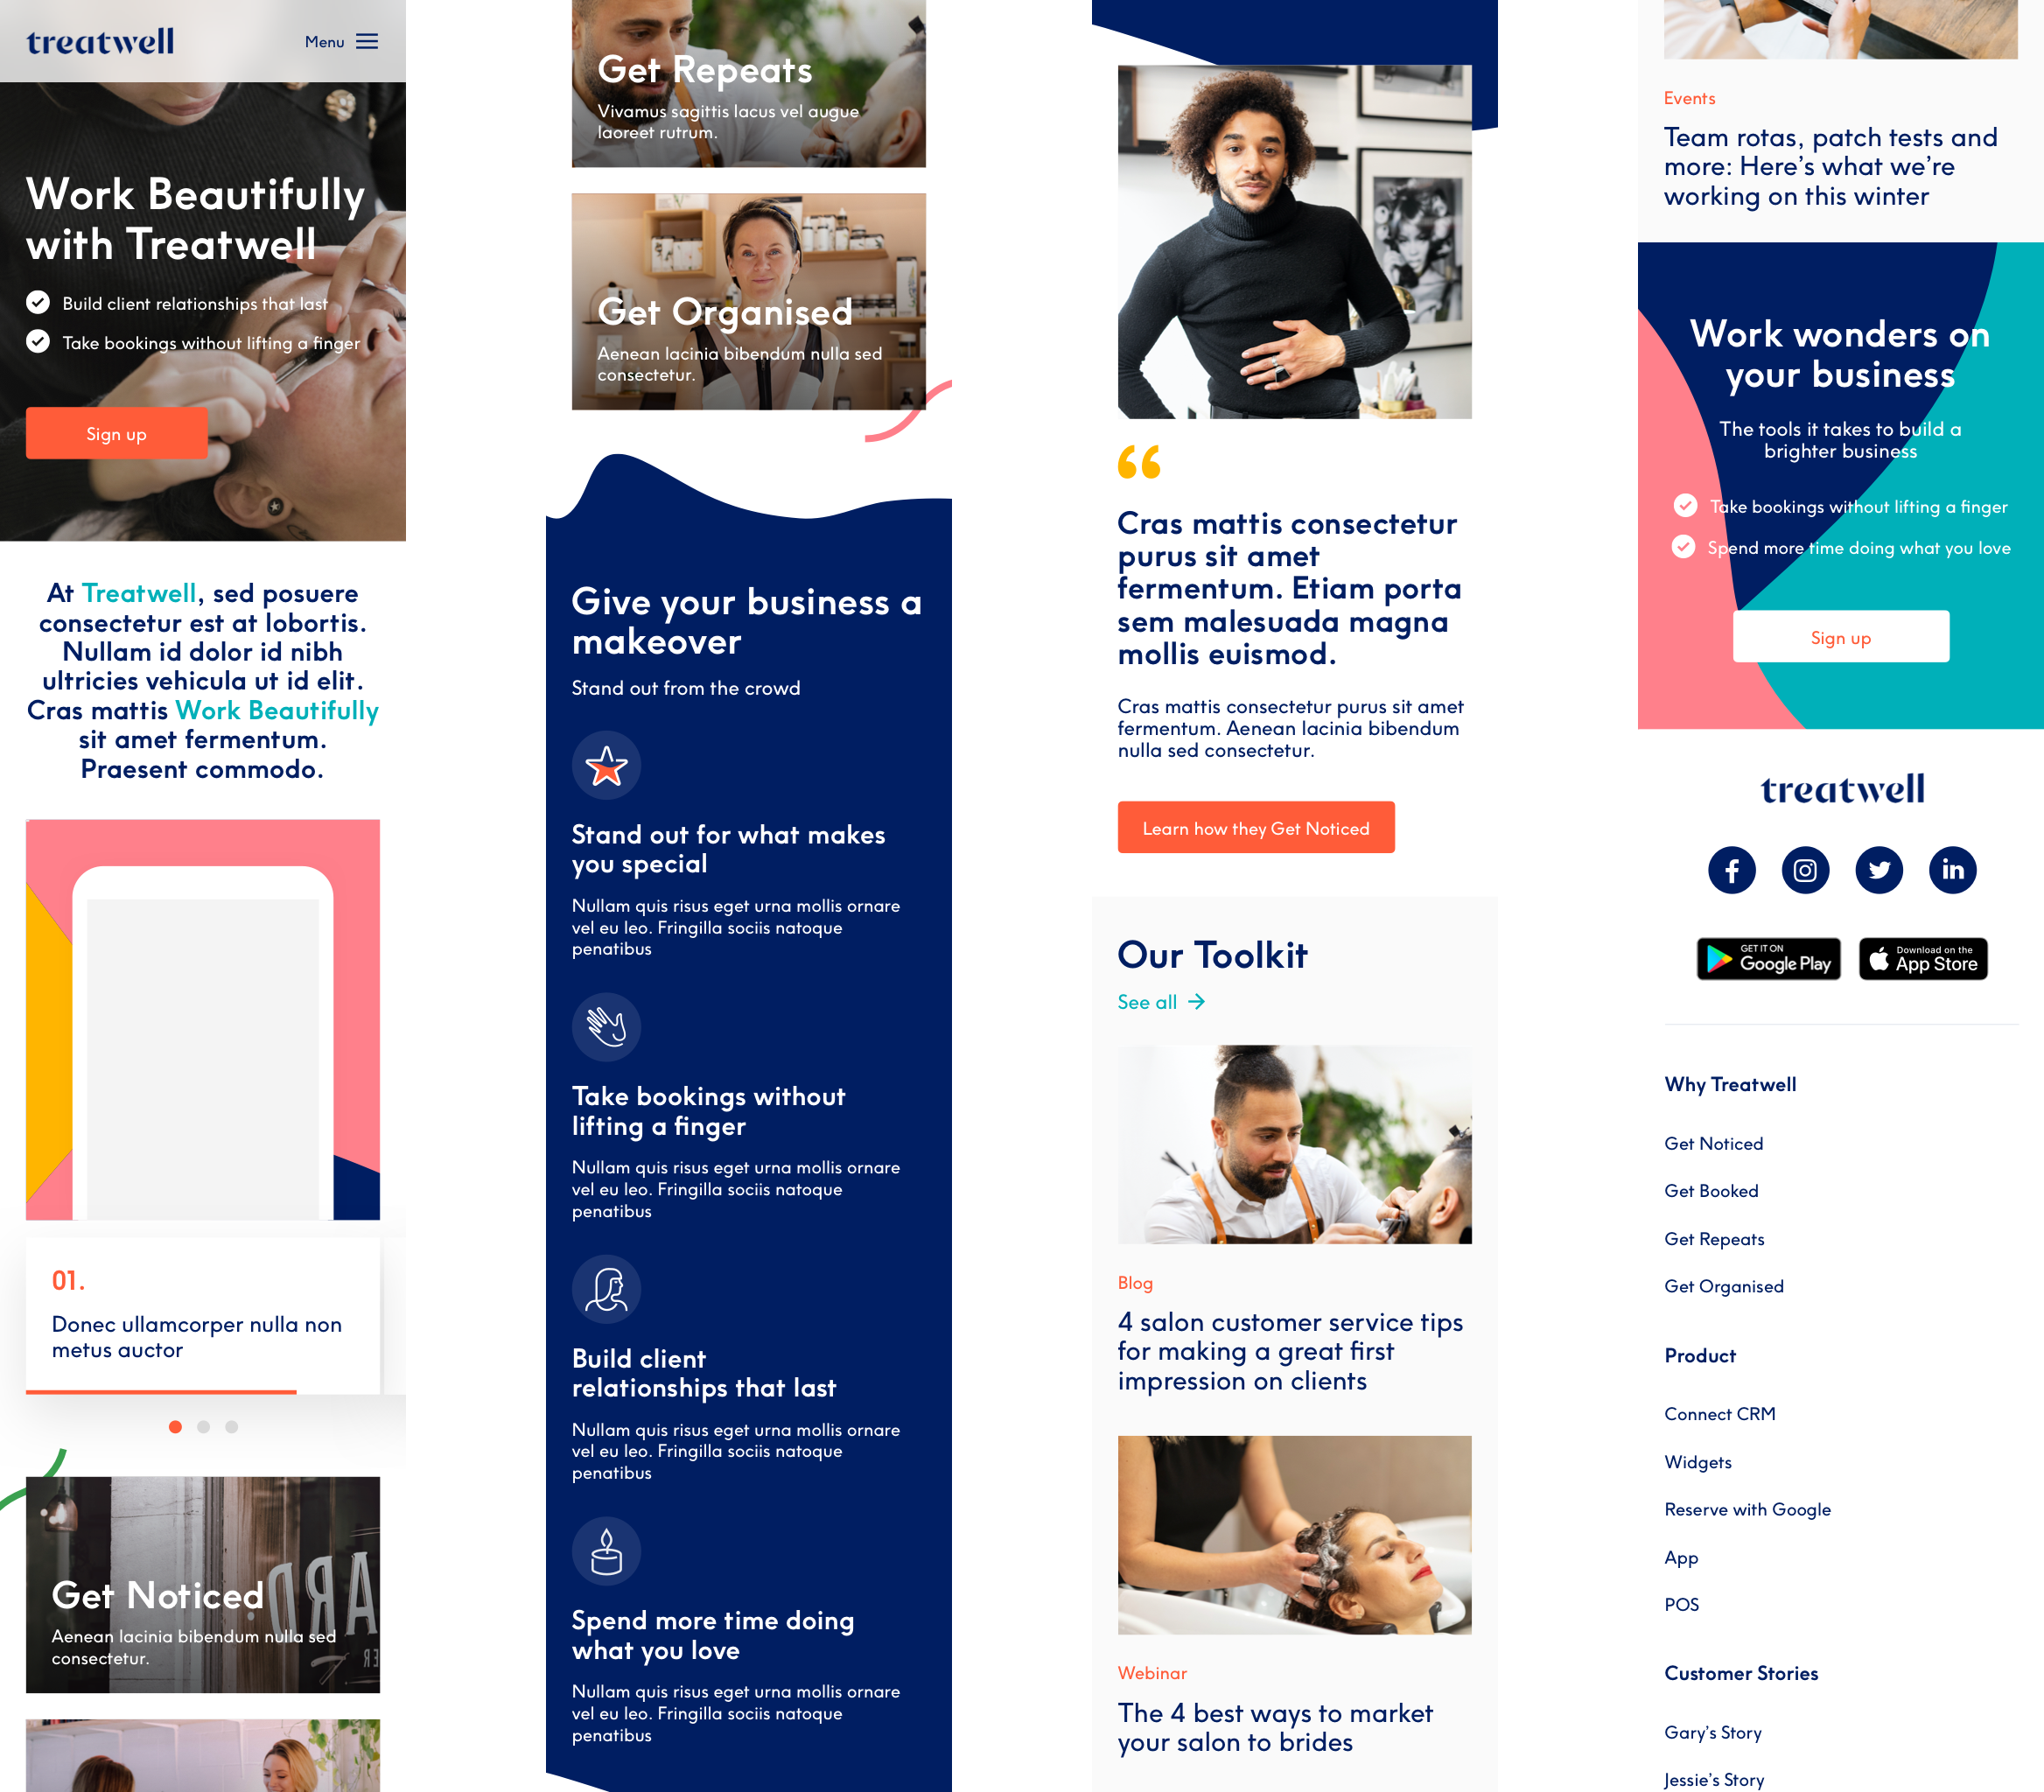 treatwell
Menu
Work Beautifully
with Treatwell
Build client relationships that last
Take bookings without lifting a finger
Sign up
At Treatwell, sed posuere
consectetur est at lobortis.
Nullam id dolor id nibh
ultricies vehicula ut id elit.
Cras mattis Work Beautifully
sit amet fermentum.
Praesent commodo.
01.
Donec ullamcorper nulla non
metus auctor
Get Noticed
Aenean lacinia bibendum nulla sed
consectetur.
Get Repeats
Vivamus sagittis lacus vel augue
laoreet rutrum.
Get Organised
Aenean lacinia bibendum nulla sed
consectetur.
Give your business a
makeover
Stand out from the crowd
Stand out for what makes
you special
Nullam quis risus eget urna mollis ornare
vel eu leo. Fringilla sociis natoque
penatibus
Take bookings without
lifting a finger
Nullam quis risus eget urna mollis ornare
vel eu leo. Fringilla sociis natoque
penatibus
Build client
relationships that last
Nullam quis risus eget urna mollis ornare
vel eu leo. Fringilla sociis natoque
penatibus
Spend more time doing
what you love
Nullam quis risus eget urna mollis ornare
vel eu leo. Fringilla sociis natoque
penatibus
“
Cras mattis consectetur
purus sit amet
fermentum. Etiam porta
sem malesuada magna
mollis euismod.
Cras mattis consectetur purus sit amet
fermentum. Aenean lacinia bibendum
nulla sed consectetur.
Learn how they Get Noticed
Our Toolkit
See all →
Blog
4 salon customer service tips
for making a great first
impression on clients
Webinar
The 4 best ways to market
your salon to brides
Events
Team rotas, patch tests and
more: Here’s what we’re
working on this winter
Work wonders on
your business
The tools it takes to build a
brighter business
Take bookings without lifting a finger
Spend more time doing what you love
Sign up
treatwell
GET IT ON
Google Play
Download on the
App Store
Why Treatwell
Get Noticed
Get Booked
Get Repeats
Get Organised
Product
Connect CRM
Widgets
Reserve with Google
App
POS
Customer Stories
Gary’s Story
Jessie’s Story